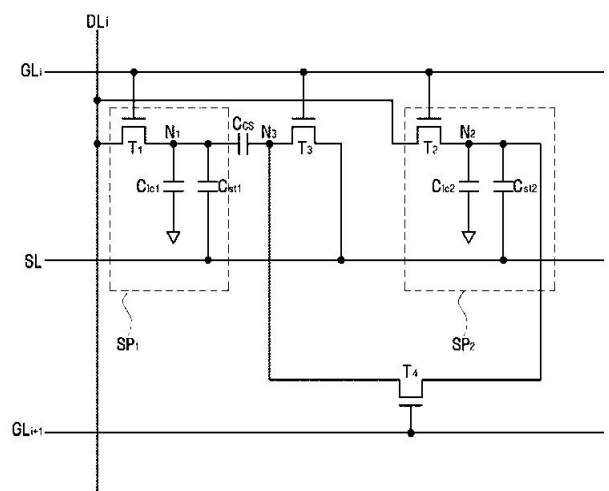 DLi
GLi
N1 CCS N3 N2
T1 T3 T2
Clc1 Cst1 Clc2 Cst2
SL
SP1 SP2
T4
GLi+1